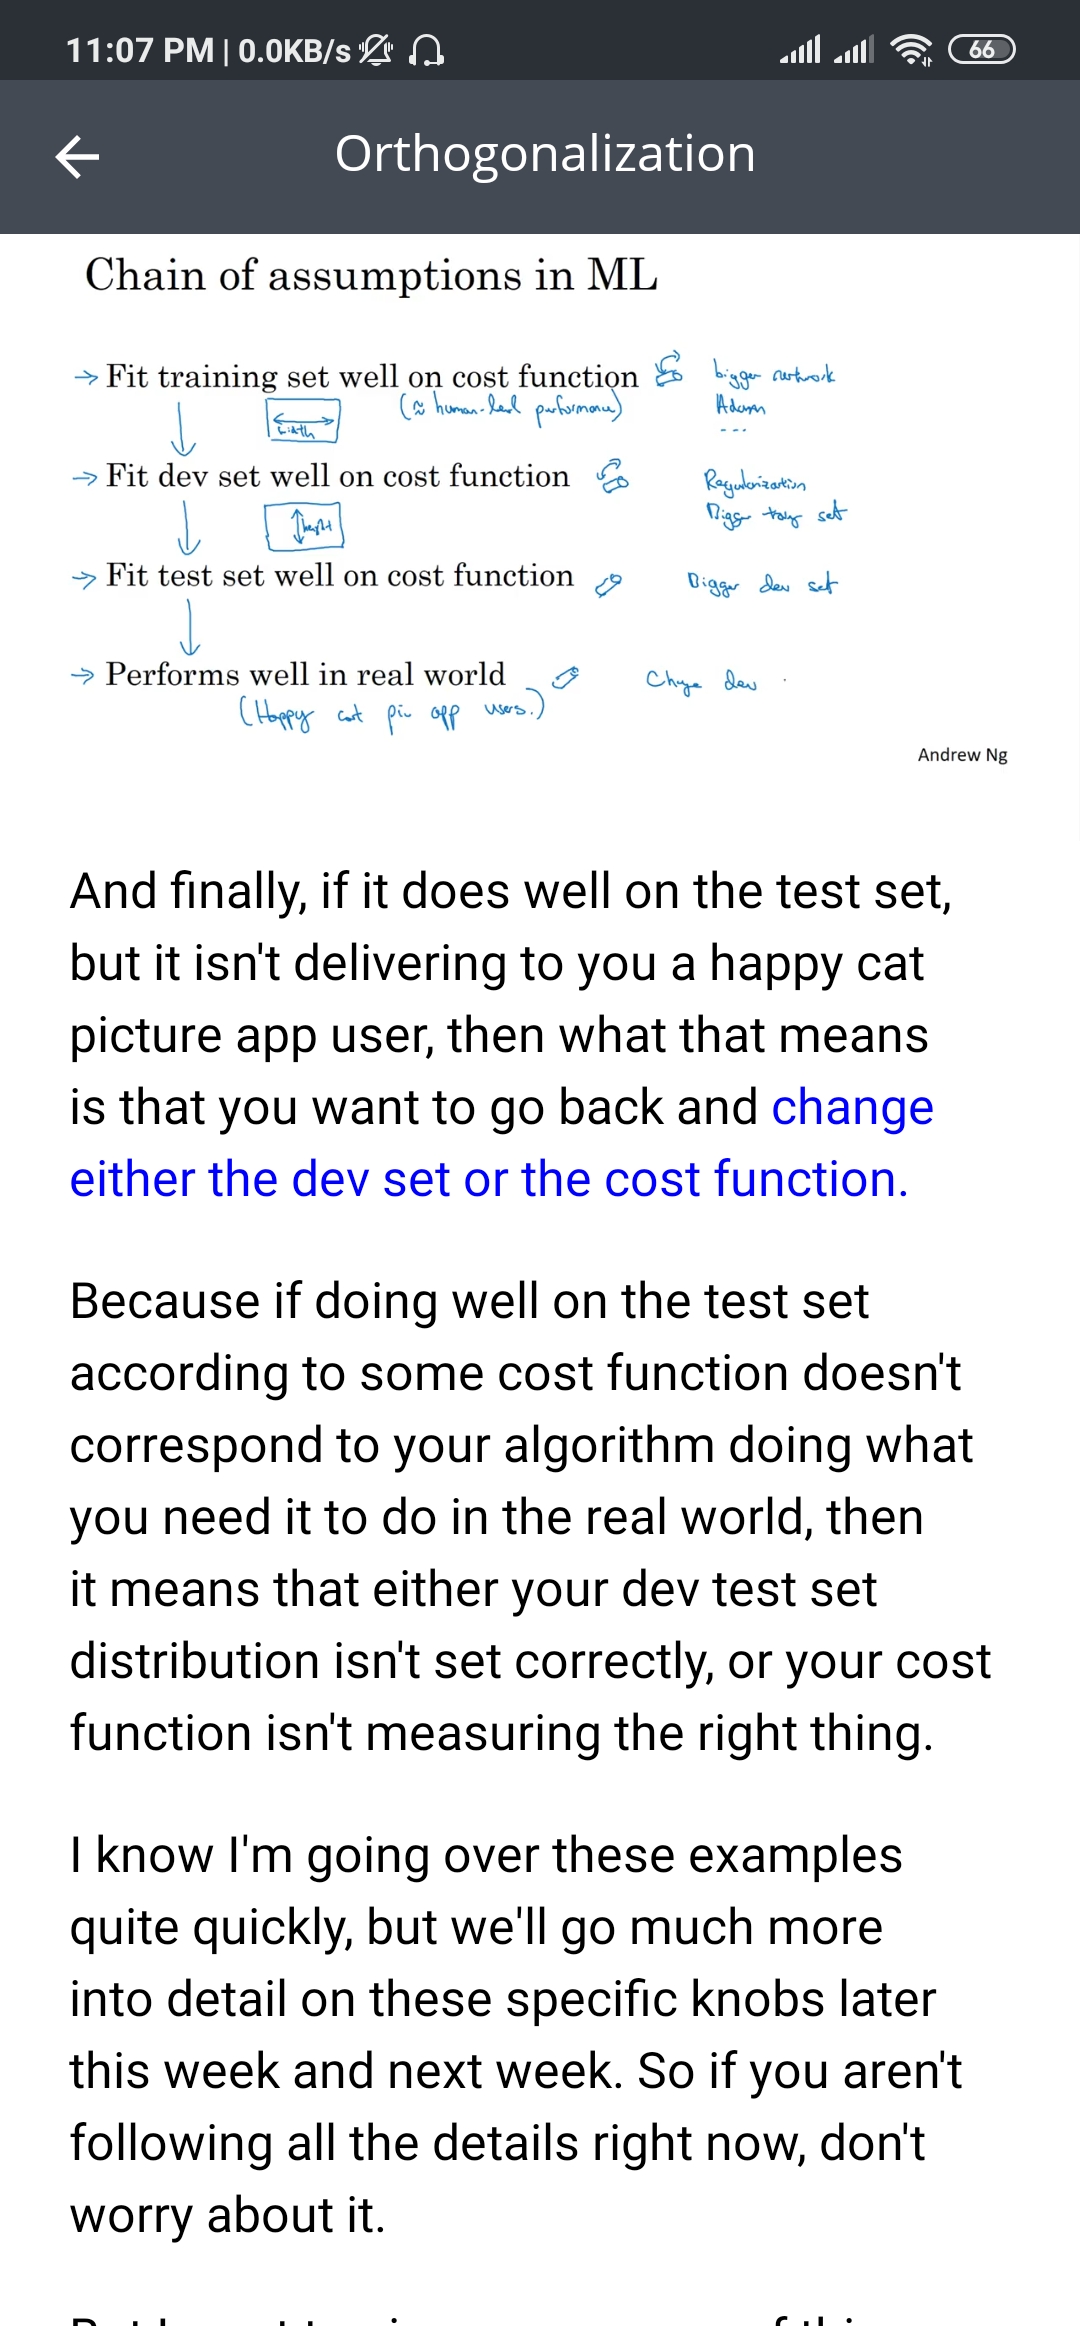 11:07 PM | 0.0KB/s
66
Orthogonalization
Chain of assumptions in ML
→ Fit training set well on cost function
bigger network
(≈ human-level performance)
Adam
...
width
→ Fit dev set well on cost function
Regularization
Bigger training set
height
→ Fit test set well on cost function
Bigger dev set
→ Performs well in real world
Change dev
(Happy cat pic app users.)
Andrew Ng
And finally, if it does well on the test set,
but it isn't delivering to you a happy cat
picture app user, then what that means
is that you want to go back and change
either the dev set or the cost function.
Because if doing well on the test set
according to some cost function doesn't
correspond to your algorithm doing what
you need it to do in the real world, then
it means that either your dev test set
distribution isn't set correctly, or your cost
function isn't measuring the right thing.
I know I'm going over these examples
quite quickly, but we'll go much more
into detail on these specific knobs later
this week and next week. So if you aren't
following all the details right now, don't
worry about it.